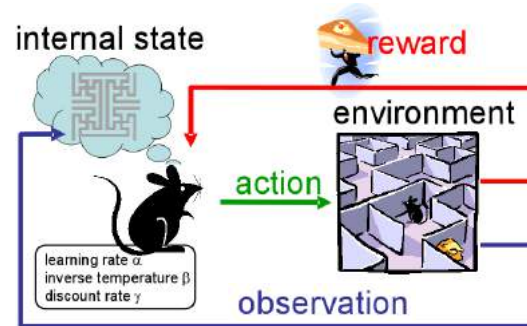 internal state
reward
environment
action
learning rate α
inverse temperature β
discount rate γ
observation